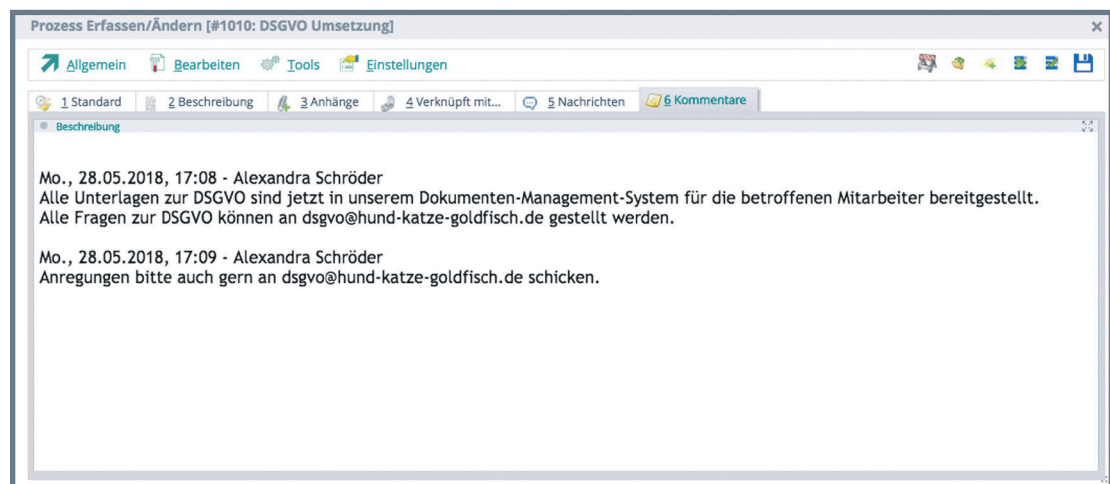 Prozess Erfassen/Ändern [#1010: DSGVO Umsetzung]
Allgemein Bearbeiten Tools Einstellungen
1 Standard 2 Beschreibung 3 Anhänge 4 Verknüpft mit... 5 Nachrichten 6 Kommentare
Beschreibung
Mo., 28.05.2018, 17:08 - Alexandra Schröder
Alle Unterlagen zur DSGVO sind jetzt in unserem Dokumenten-Management-System für die betroffenen Mitarbeiter bereitgestellt.
Alle Fragen zur DSGVO können an dsgvo@hund-katze-goldfisch.de gestellt werden.
Mo., 28.05.2018, 17:09 - Alexandra Schröder
Anregungen bitte auch gern an dsgvo@hund-katze-goldfisch.de schicken.